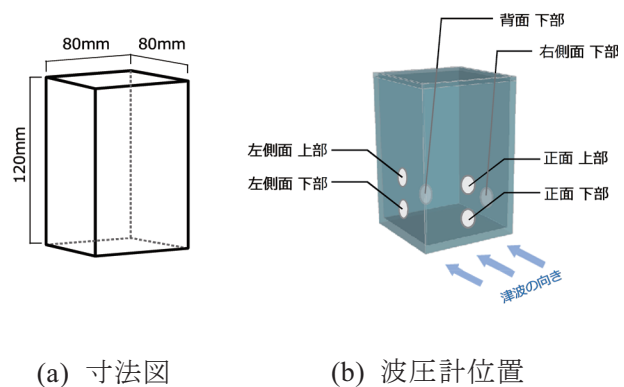 80mm 80mm
120mm
背面 下部
右側面 下部
左側面 上部
正面 上部
左側面 下部
正面 下部
津波の向き
(a) 寸法図
(b) 波圧計位置